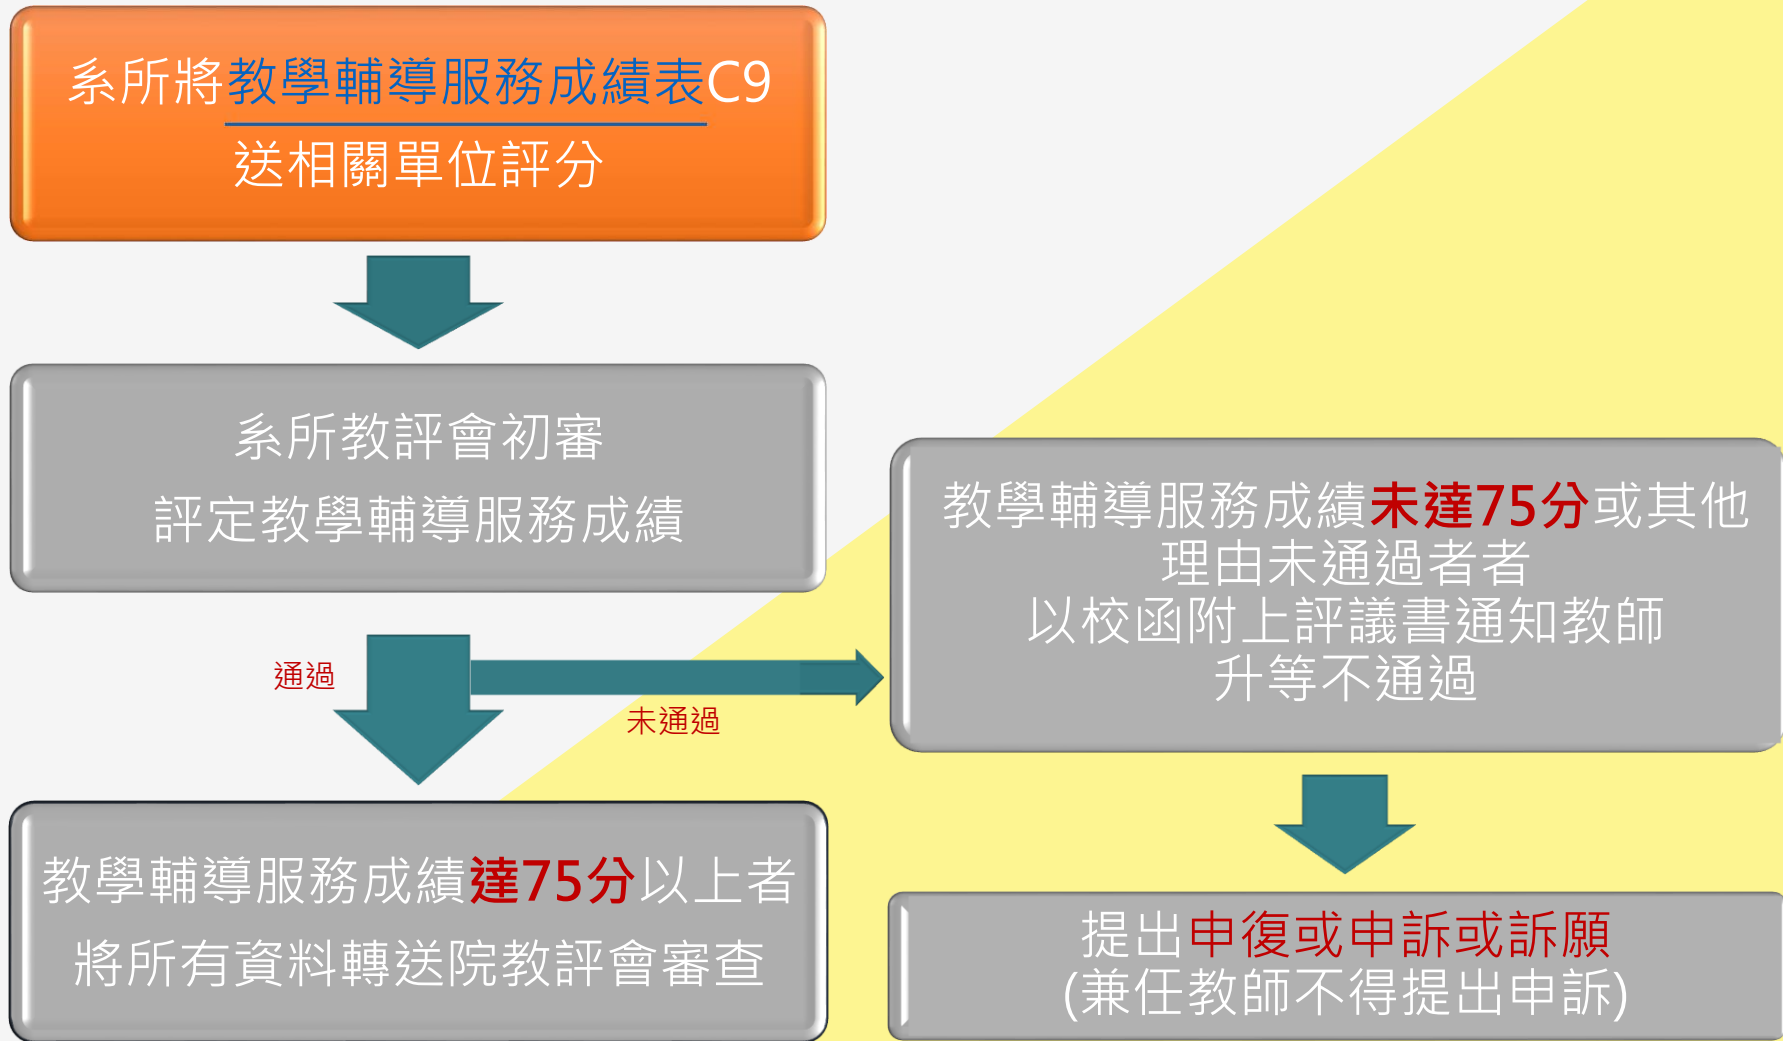 系所將教學輔導服務成績表C9
送相關單位評分
系所教評會初審
評定教學輔導服務成績
通過
未通過
教學輔導服務成績達75分以上者
將所有資料轉送院教評會審查
教學輔導服務成績未達75分或其他
理由未通過者者
以校函附上評議書通知教師
升等不通過
提出申復或申訴或訴願
(兼任教師不得提出申訴)